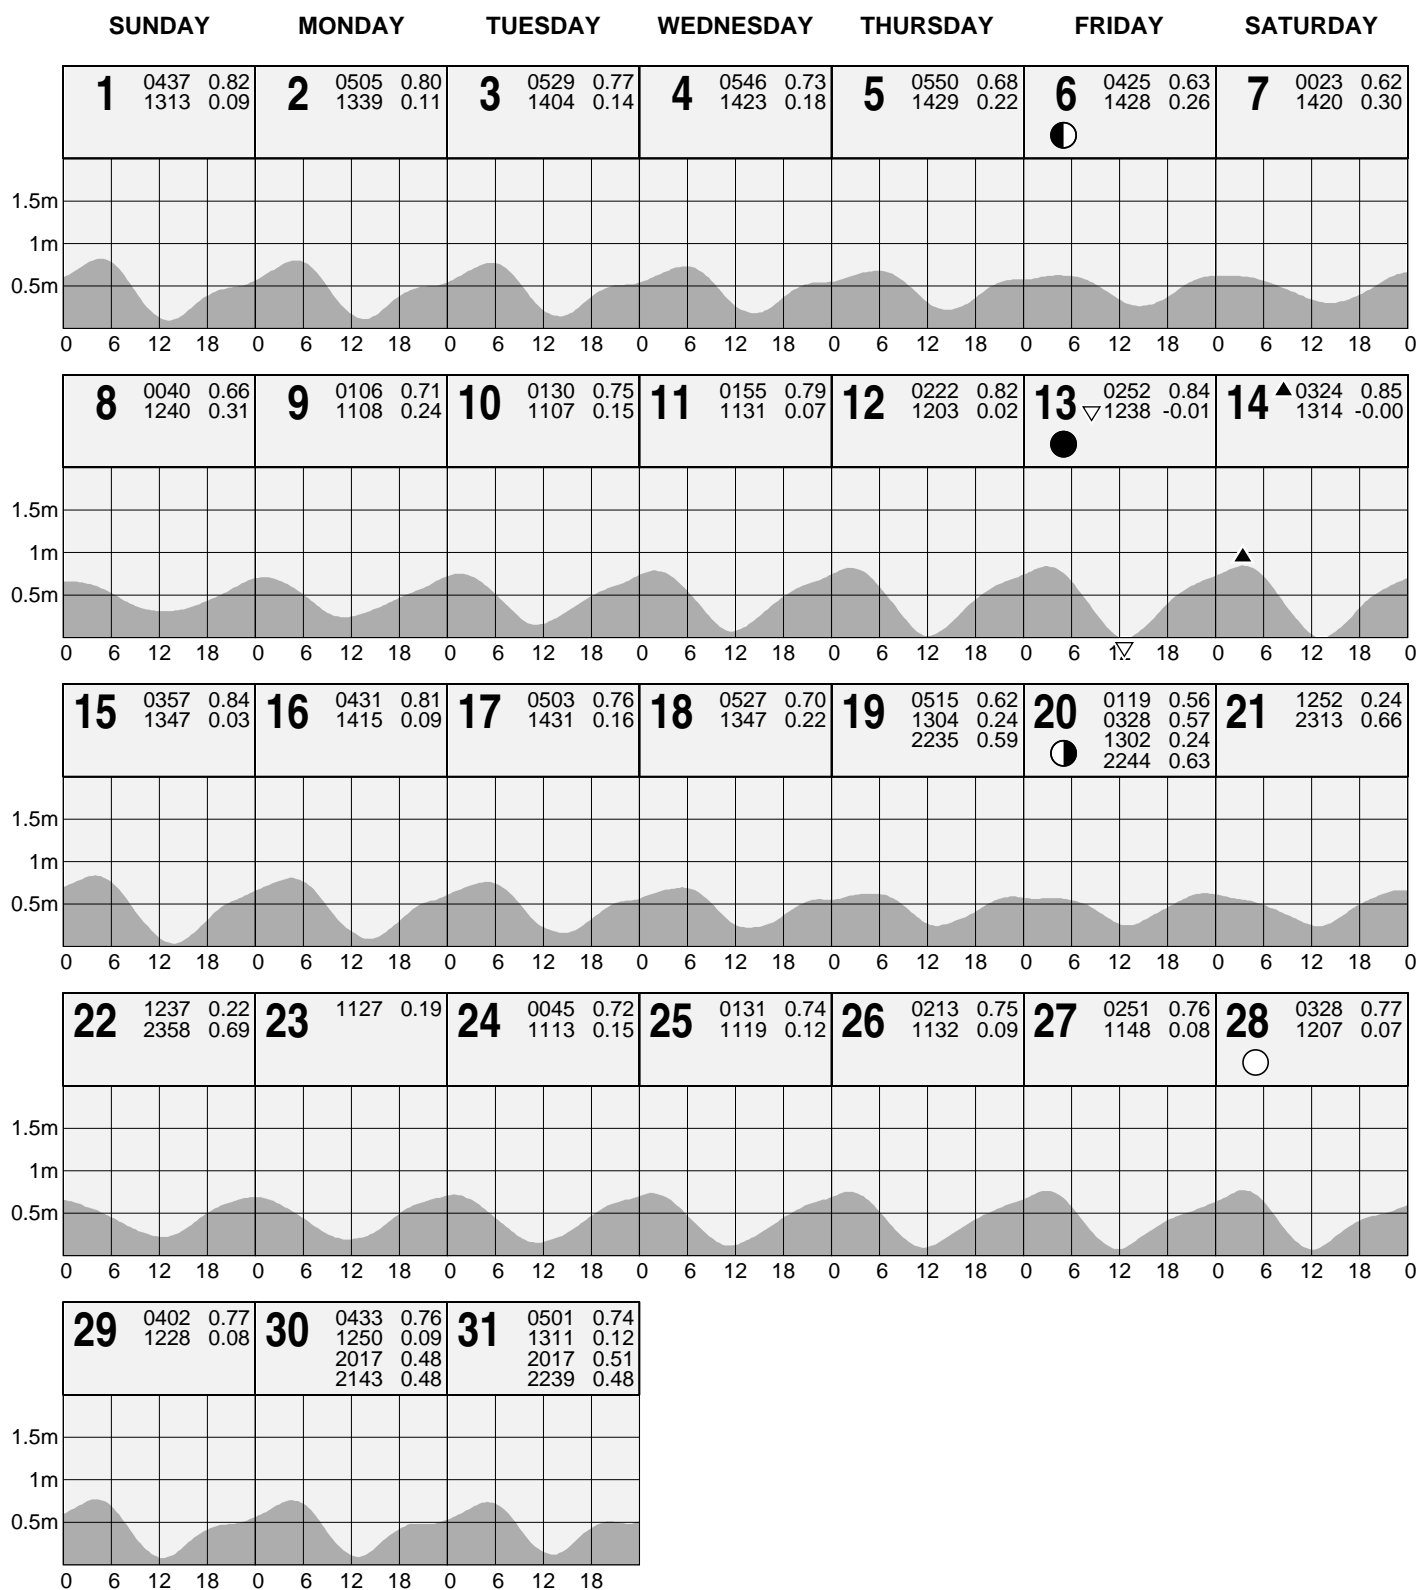 SUNDAY MONDAY TUESDAY WEDNESDAY THURSDAY FRIDAY SATURDAY
1 0437 0.82 2 0505 0.80 3 0529 0.77 4 0546 0.73 5 0550 0.68 6 0425 0.63 7 0023 0.62
1313 0.09 1339 0.11 1404 0.14 1423 0.18 1429 0.22 1428 0.26 1420 0.30
1.5m
1m
0.5m
0 6 12 18 0 6 12 18 0 6 12 18 0 6 12 18 0 6 12 18 0 6 12 18 0 6 12 18 0
8 0040 0.66 9 0106 0.71 10 0130 0.75 11 0155 0.79 12 0222 0.82 13 0252 0.84 14 0324 0.85
1240 0.31 1108 0.24 1107 0.15 1131 0.07 1203 0.02 1238 -0.01 1314 -0.00
1.5m
1m
0.5m
0 6 12 18 0 6 12 18 0 6 12 18 0 6 12 18 0 6 12 18 0 6 12 18 0 6 12 18 0
15 0357 0.84 16 0431 0.81 17 0503 0.76 18 0527 0.70 19 0515 0.62 20 0119 0.56 21 1252 0.24
1347 0.03 1415 0.09 1431 0.16 1347 0.22 1304 0.24 0328 0.57 2313 0.66
2235 0.59 1302 0.24
2244 0.63
1.5m
1m
0.5m
0 6 12 18 0 6 12 18 0 6 12 18 0 6 12 18 0 6 12 18 0 6 12 18 0 6 12 18 0
22 1237 0.22 23 1127 0.19 24 0045 0.72 25 0131 0.74 26 0213 0.75 27 0251 0.76 28 0328 0.77
2358 0.69 1113 0.15 1119 0.12 1132 0.09 1148 0.08 1207 0.07
1.5m
1m
0.5m
0 6 12 18 0 6 12 18 0 6 12 18 0 6 12 18 0 6 12 18 0 6 12 18 0 6 12 18 0
29 0402 0.77 30 0433 0.76 31 0501 0.74
1228 0.08 1250 0.09 1311 0.12
2017 0.48 2017 0.51
2143 0.48 2239 0.48
1.5m
1m
0.5m
0 6 12 18 0 6 12 18 0 6 12 18